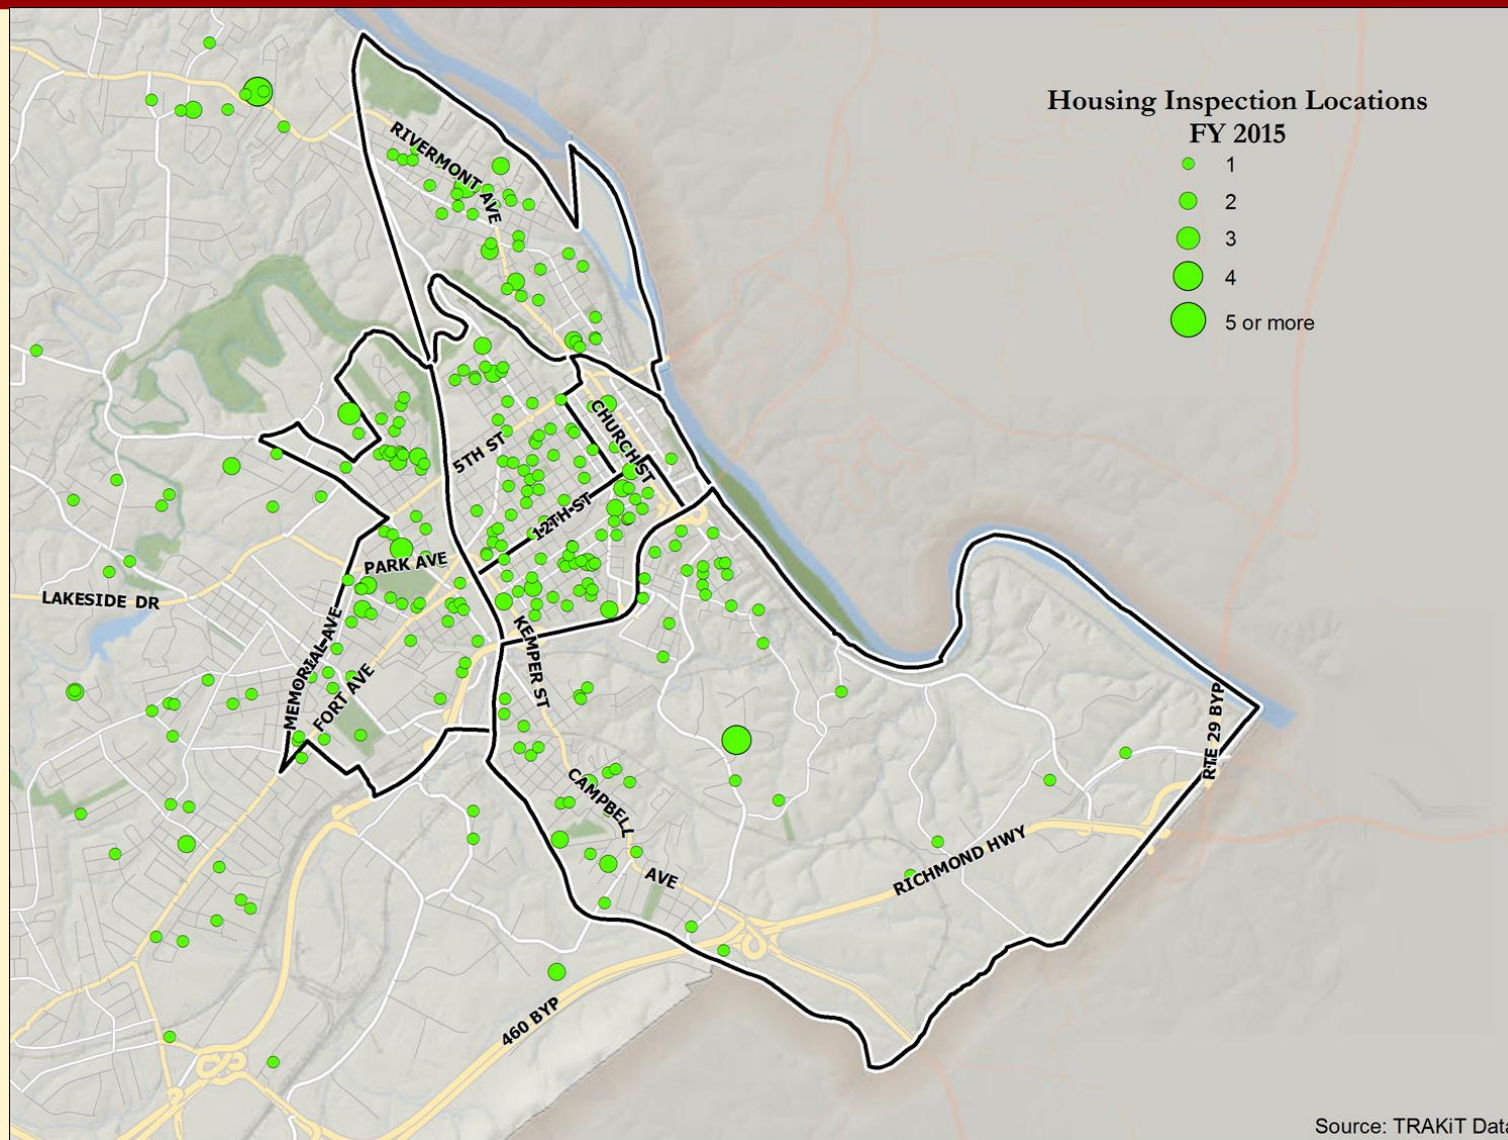 Housing Inspection Locations
FY 2015
1
2
3
4
5 or more
RIVERMONT AVE
CHURCH ST
5TH ST
12TH ST
PARK AVE
LAKESIDE DR
MEMORIAL AVE
FORT AVE
KEMPER ST
CAMPBELL
AVE
RICHMOND HWY
RTE 29 BYP
460 BYP
Source: TRAKiT Data